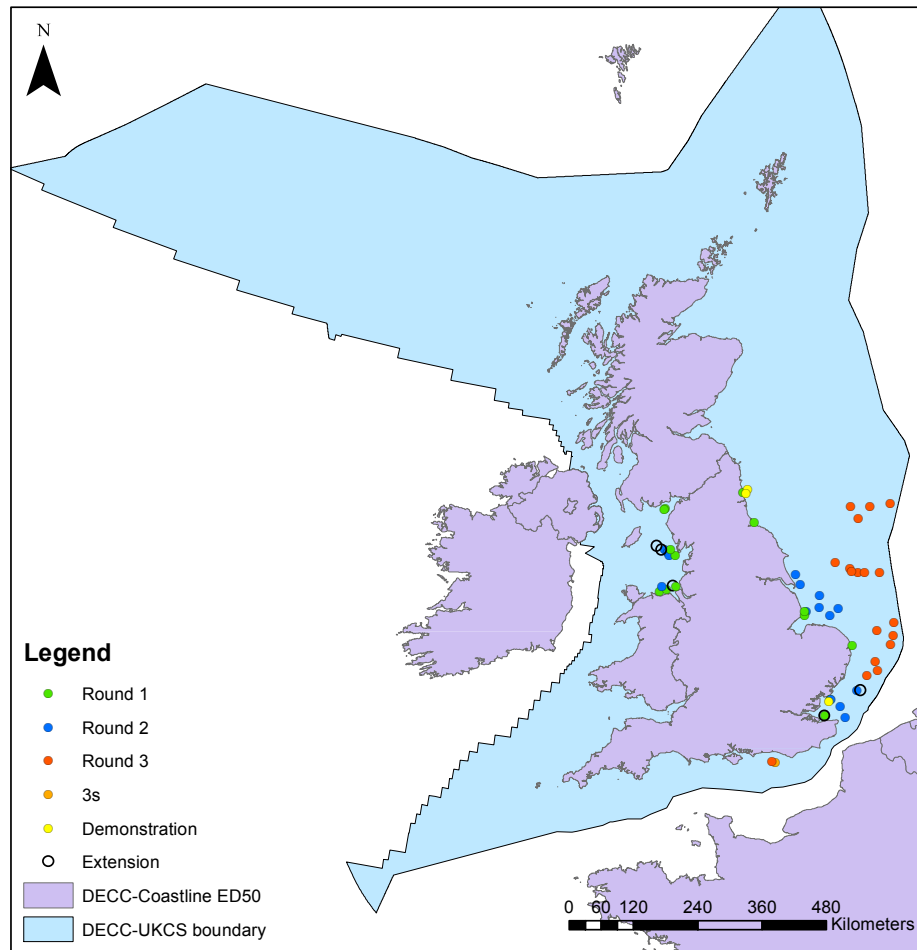 N
Legend
Round 1
Round 2
Round 3
3s
Demonstration
Extension
DECC-Coastline ED50
DECC-UKCS boundary
0 60 120 240 360 480
Kilometers